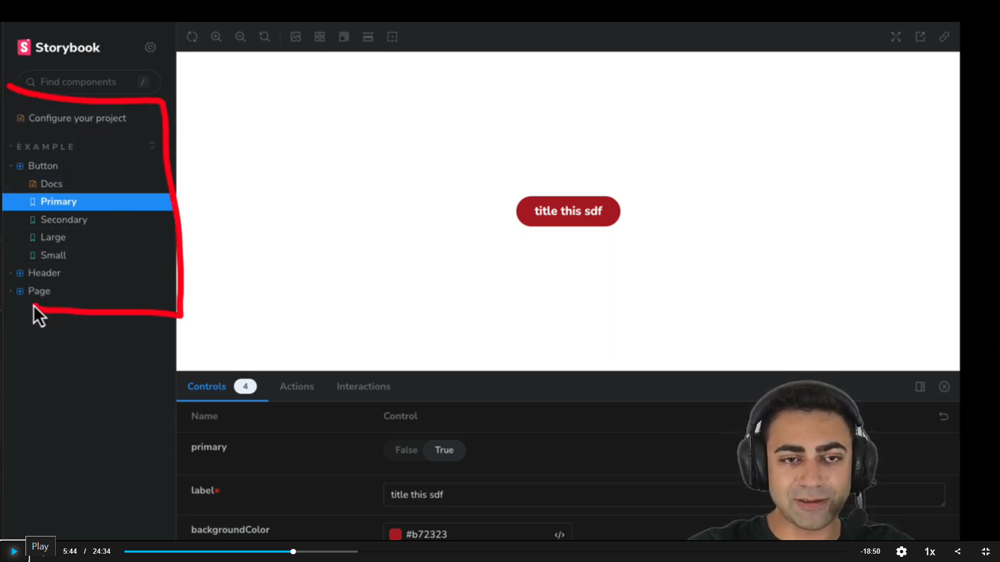 Storybook
Find components /
Configure your project
EXAMPLE
Button
Docs
Primary
Secondary
Large
Small
Header
Page
title this sdf
Controls 4 Actions Interactions
Name Control
primary False True
label* title this sdf
backgroundColor #b72323
Play
5:44 / 24:34 -18:50 1x